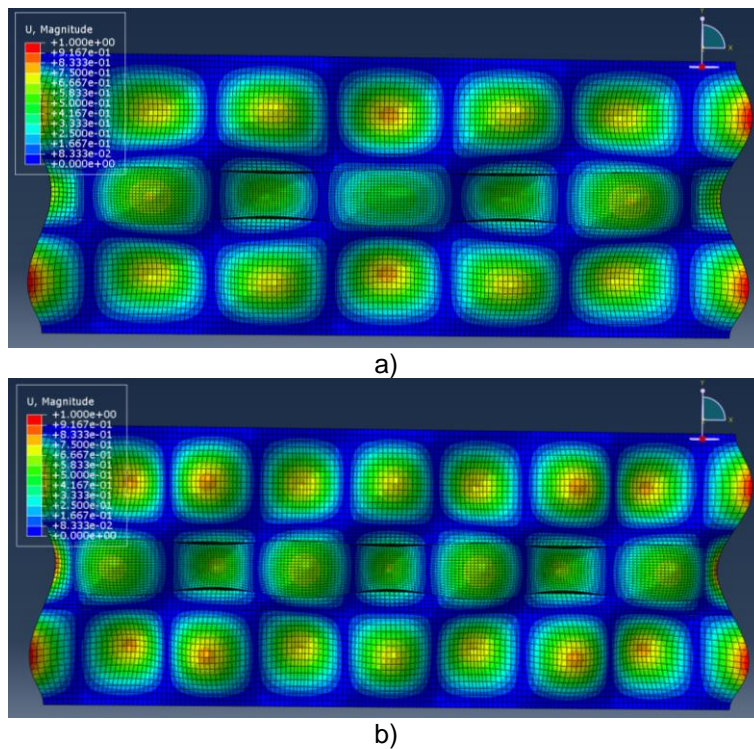 U, Magnitude
+1.000e+00
+9.167e-01
+8.333e-01
+7.500e-01
+6.667e-01
+5.833e-01
+5.000e-01
+4.167e-01
+3.333e-01
+2.500e-01
+1.667e-01
+8.333e-02
+0.000e+00
Y
X
a)
U, Magnitude
+1.000e+00
+9.167e-01
+8.333e-01
+7.500e-01
+6.667e-01
+5.833e-01
+5.000e-01
+4.167e-01
+3.333e-01
+2.500e-01
+1.667e-01
+8.333e-02
+0.000e+00
Y
X
b)